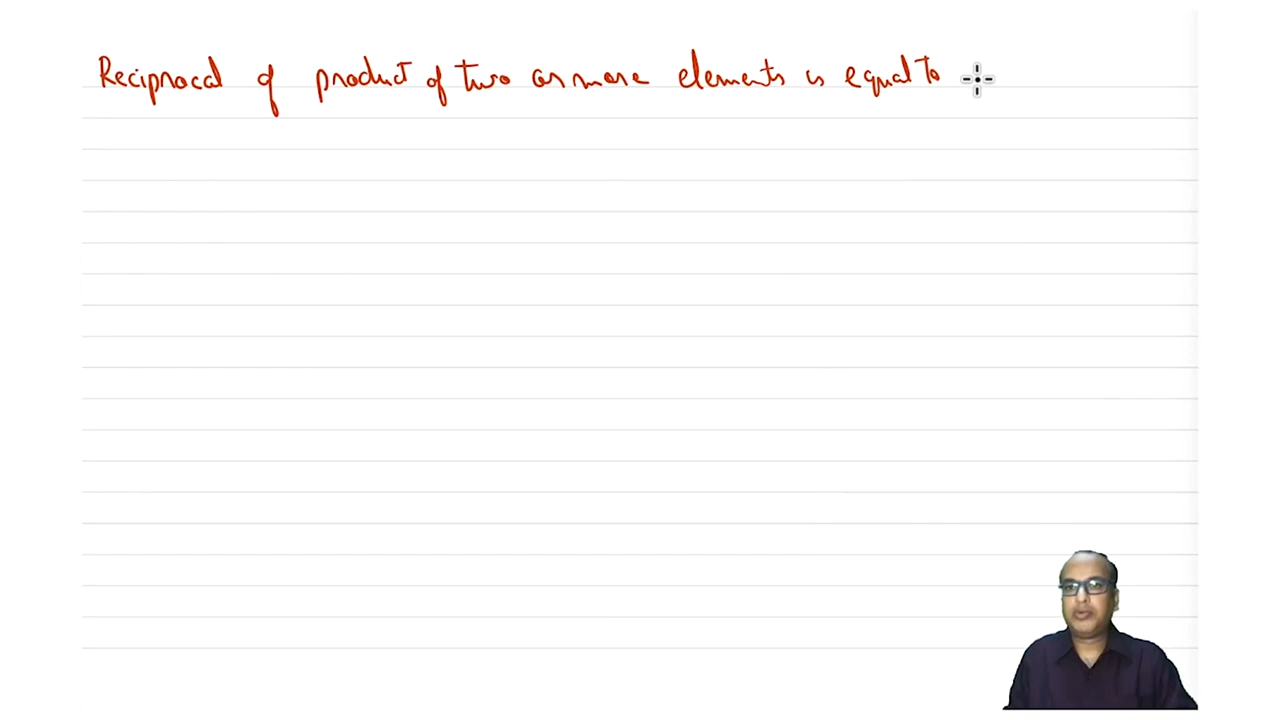 Reciprocal of product of two or more elements is equal to